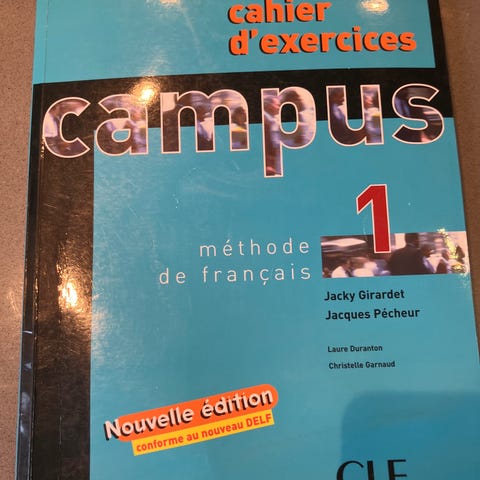 cahier
d'exercices
campus
1
méthode
de français
Jacky Girardet
Jacques Pécheur
Laure Duranton
Christelle Garnaud
Nouvelle édition
conforme au nouveau DELF
CLE